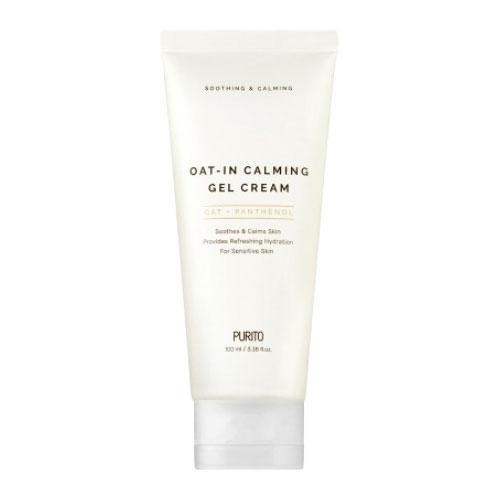 SOOTHING & CALMING
OAT-IN CALMING
GEL CREAM
OAT + PANTHENOL
Soothes & Calms Skin
Provides Refreshing Hydration
For Sensitive Skin
PURITO
100 ml / 3.38 fl.oz.